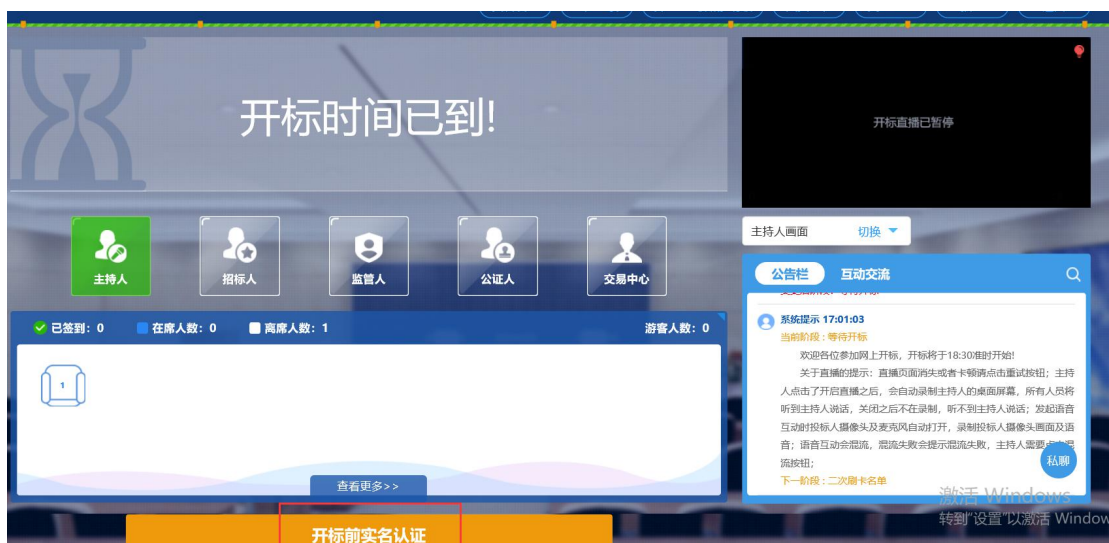 开标时间已到!
开标直播已暂停
主持人
招标人
监管人
公证人
交易中心
主持人画面 切换
已签到: 0 在席人数: 0 离席人数: 1 游客人数: 0
1
查看更多>>
开标前实名认证
公告栏 互动交流
系统提示 17:01:03
当前阶段 : 等待开标
欢迎各位参加网上开标，开标将于18:30准时开始!
关于直播的提示：直播页面消失或者卡顿请点击重试按钮；主持
人点击了开启直播之后，会自动录制主持人的桌面屏幕，所有人员将
听到主持人说话，关闭之后不在录制，听不到主持人说话；发起语音
互动时投标人摄像头及麦克风自动打开，录制投标人摄像头画面及语
音；语音互动会混流，混流失败会提示混流失败，主持人需要
流按钮；
下一阶段 : 二次刷卡名单
私聊
激活 Windows
转到"设置"以激活 Window